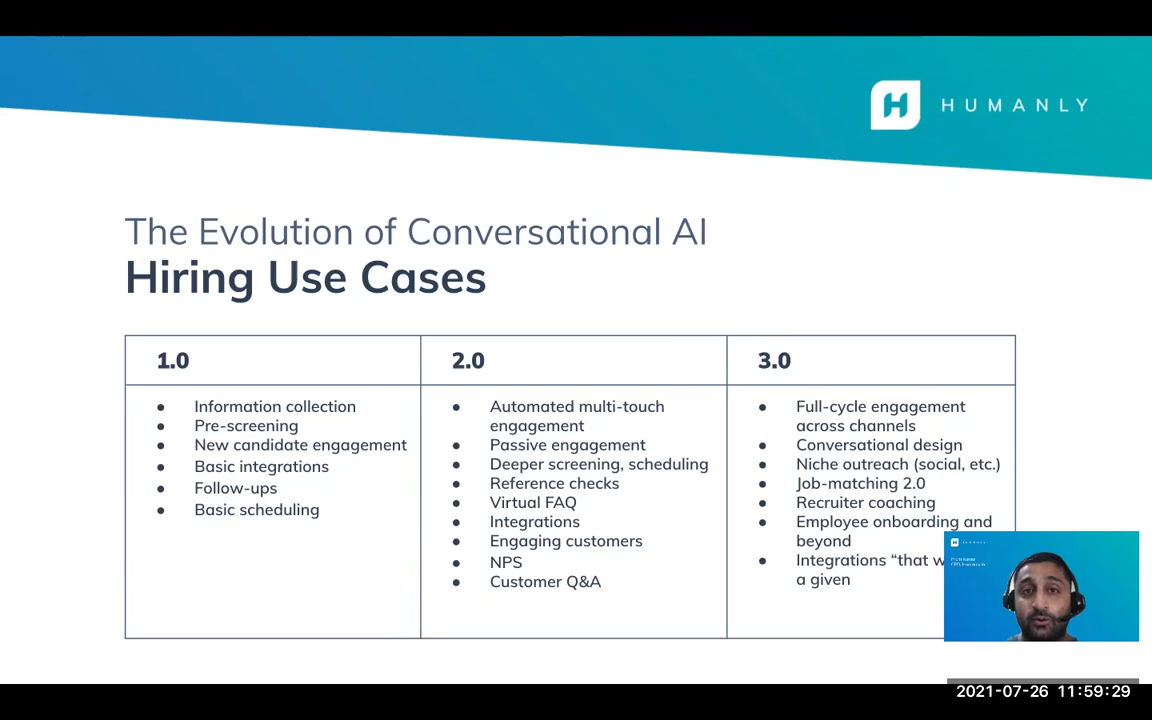 HUMANLY
The Evolution of Conversational AI
Hiring Use Cases
1.0
● Information collection
● Pre-screening
● New candidate engagement
● Basic integrations
● Follow-ups
● Basic scheduling
2.0
● Automated multi-touch
engagement
● Passive engagement
● Deeper screening, scheduling
● Reference checks
● Virtual FAQ
● Integrations
● Engaging customers
● NPS
● Customer Q&A
3.0
● Full-cycle engagement
across channels
● Conversational design
● Niche outreach (social, etc.)
● Job-matching 2.0
● Recruiter coaching
● Employee onboarding and
beyond
● Integrations “that
a given
2021-07-26 11:59:29